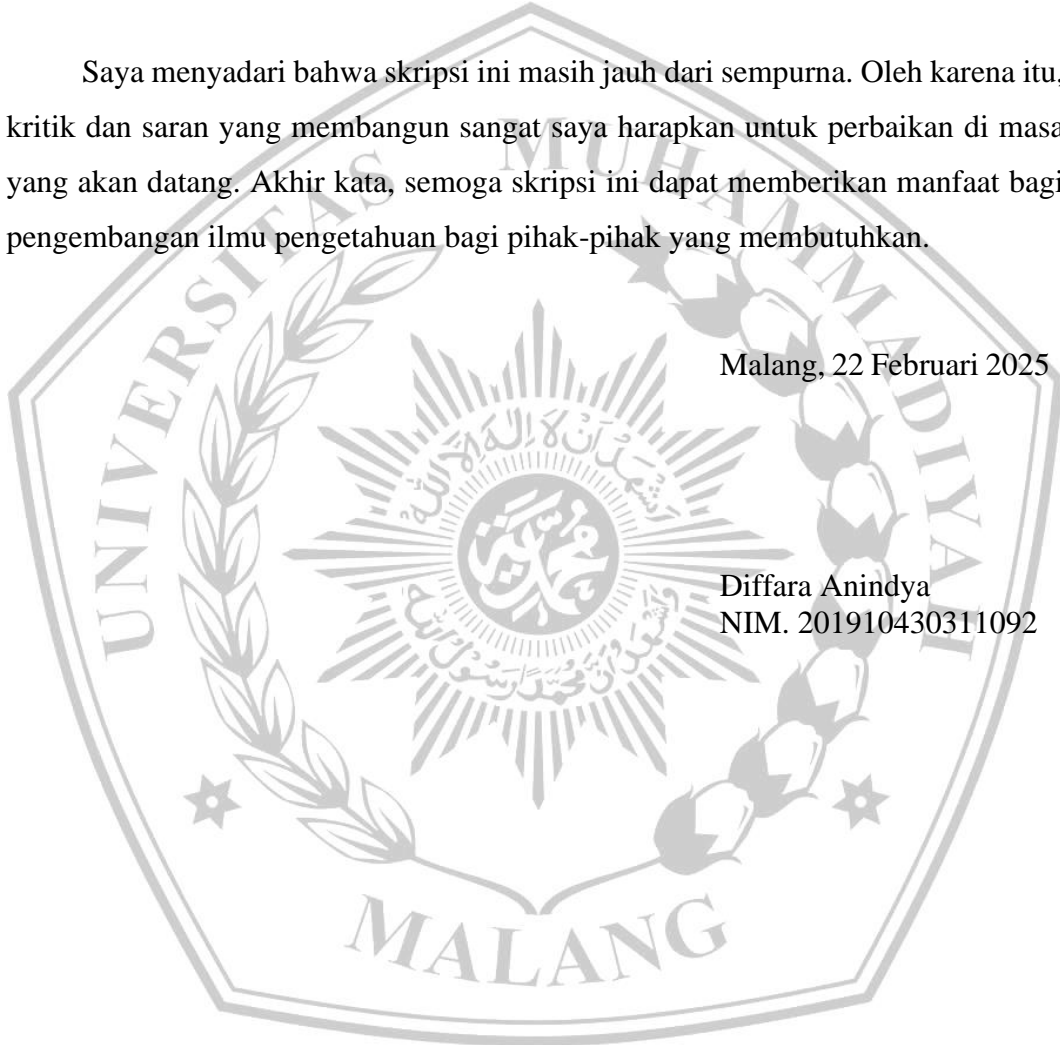 Saya menyadari bahwa skripsi ini masih jauh dari sempurna. Oleh karena itu,
kritik dan saran yang membangun sangat saya harapkan untuk perbaikan di masa
yang akan datang. Akhir kata, semoga skripsi ini dapat memberikan manfaat bagi
pengembangan ilmu pengetahuan bagi pihak-pihak yang membutuhkan.
Malang, 22 Februari 2025
Diffara Anindya
NIM. 201910430311092
UNIVERSITAS MUHAMMADIYAH
MALANG